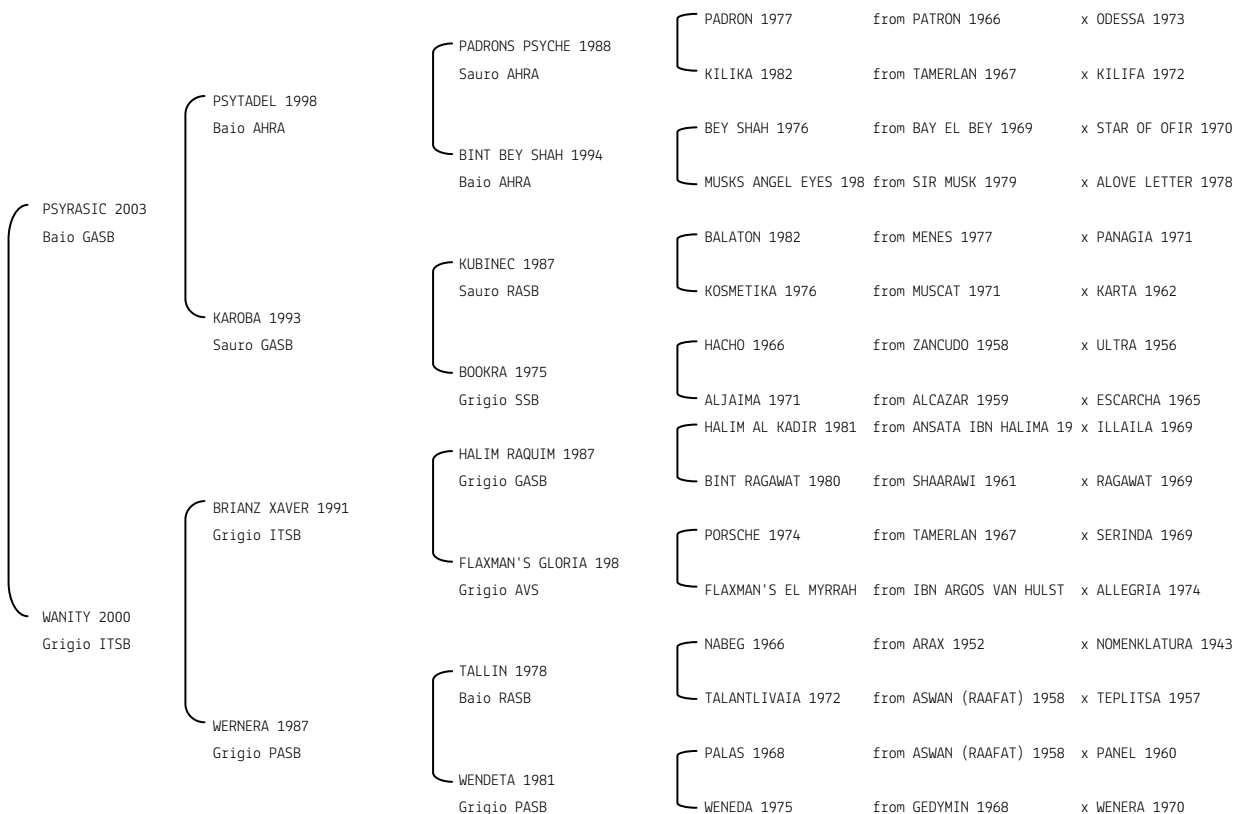 PADRON 1977 from PATRON 1966 x ODESSA 1973
PADRONS PSYCHE 1988
Sauro AHRA
KILIKA 1982 from TAMERLAN 1967 x KILIFA 1972
PSYTADEL 1998
Baio AHRA
BEY SHAH 1976 from BAY EL BEY 1969 x STAR OF OFIR 1970
BINT BEY SHAH 1994
Baio AHRA
MUSKS ANGEL EYES 198 from SIR MUSK 1979 x ALOVE LETTER 1978
PSYRASIC 2003
Baio GASB
BALATON 1982 from MENES 1977 x PANAGIA 1971
KUBINEC 1987
Sauro RASB
KOSMETIKA 1976 from MUSCAT 1971 x KARTA 1962
KAROBA 1993
Sauro GASB
HACHO 1966 from ZANCUDO 1958 x ULTRA 1956
BOOKRA 1975
Grigio SSB
ALJAIMA 1971 from ALCAZAR 1959 x ESCARCHA 1965
HALIM AL KADIR 1981 from ANSATA IBN HALIMA 19 x ILLAILA 1969
HALIM RAQUIM 1987
Grigio GASB
BINT RAGAWAT 1980 from SHAARAWI 1961 x RAGAWAT 1969
BRIANZ XAVER 1991
Grigio ITSB
PORSCHE 1974 from TAMERLAN 1967 x SERINDA 1969
FLAXMAN'S GLORIA 198
Grigio AVS
FLAXMAN'S EL MYRRAH from IBN ARGOS VAN HULST x ALLEGRIA 1974
WANITY 2000
Grigio ITSB
NABEG 1966 from ARAX 1952 x NOMENKLATURA 1943
TALLIN 1978
Baio RASB
TALANTLIVAIA 1972 from ASWAN (RAAFAT) 1958 x TEPLITSA 1957
WERNERA 1987
Grigio PASB
PALAS 1968 from ASWAN (RAAFAT) 1958 x PANEL 1960
WENDETA 1981
Grigio PASB
WENEDA 1975 from GEDYMIN 1968 x WENERA 1970